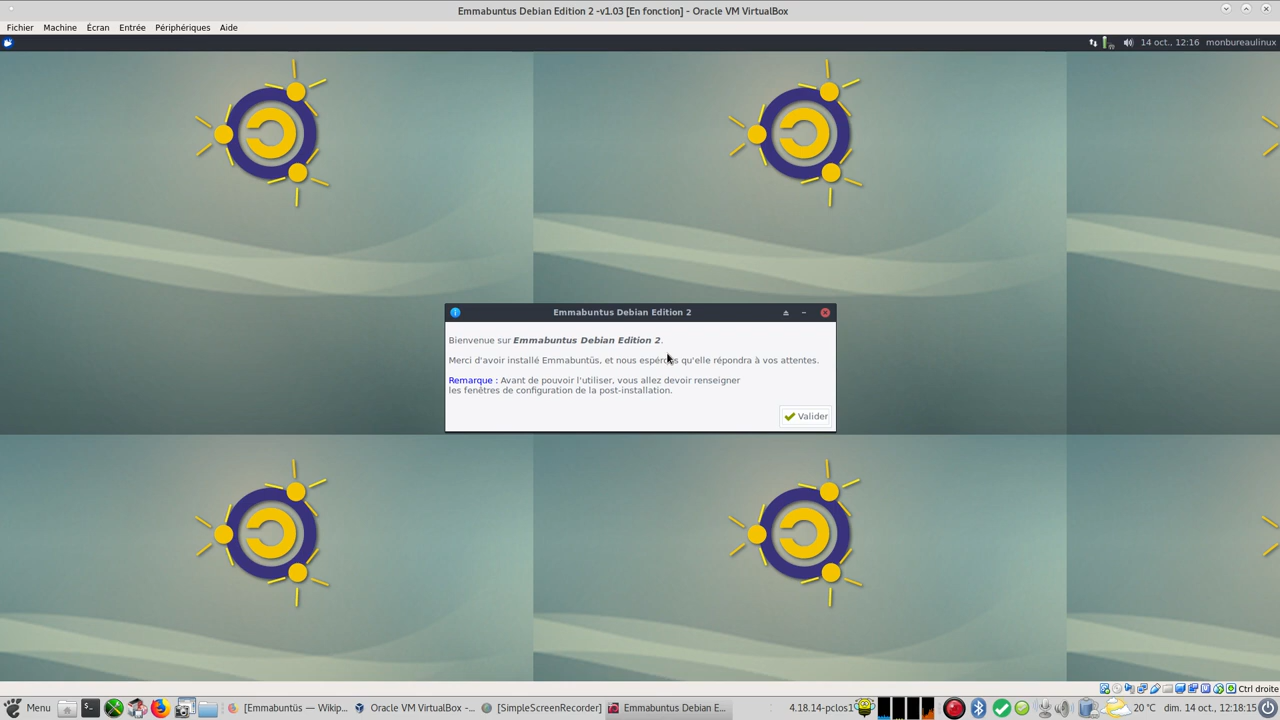 Emmabuntus Debian Edition 2 -v1.03 [En fonction] - Oracle VM VirtualBox
Fichier Machine Écran Entrée Périphériques Aide
14 oct., 12:16 monbureaulinux
Emmabuntus Debian Edition 2
Bienvenue sur Emmabuntus Debian Edition 2.
Merci d'avoir installé Emmabuntüs, et nous espérons qu'elle répondra à vos attentes.
Remarque : Avant de pouvoir l'utiliser, vous allez devoir renseigner
les fenêtres de configuration de la post-installation.
Valider
Ctrl droite
Menu [Emmabuntüs — Wikip... Oracle VM VirtualBox -... [SimpleScreenRecorder] Emmabuntus Debian E... 4.18.14-pclos1 20 °C dim. 14 oct., 12:18:15